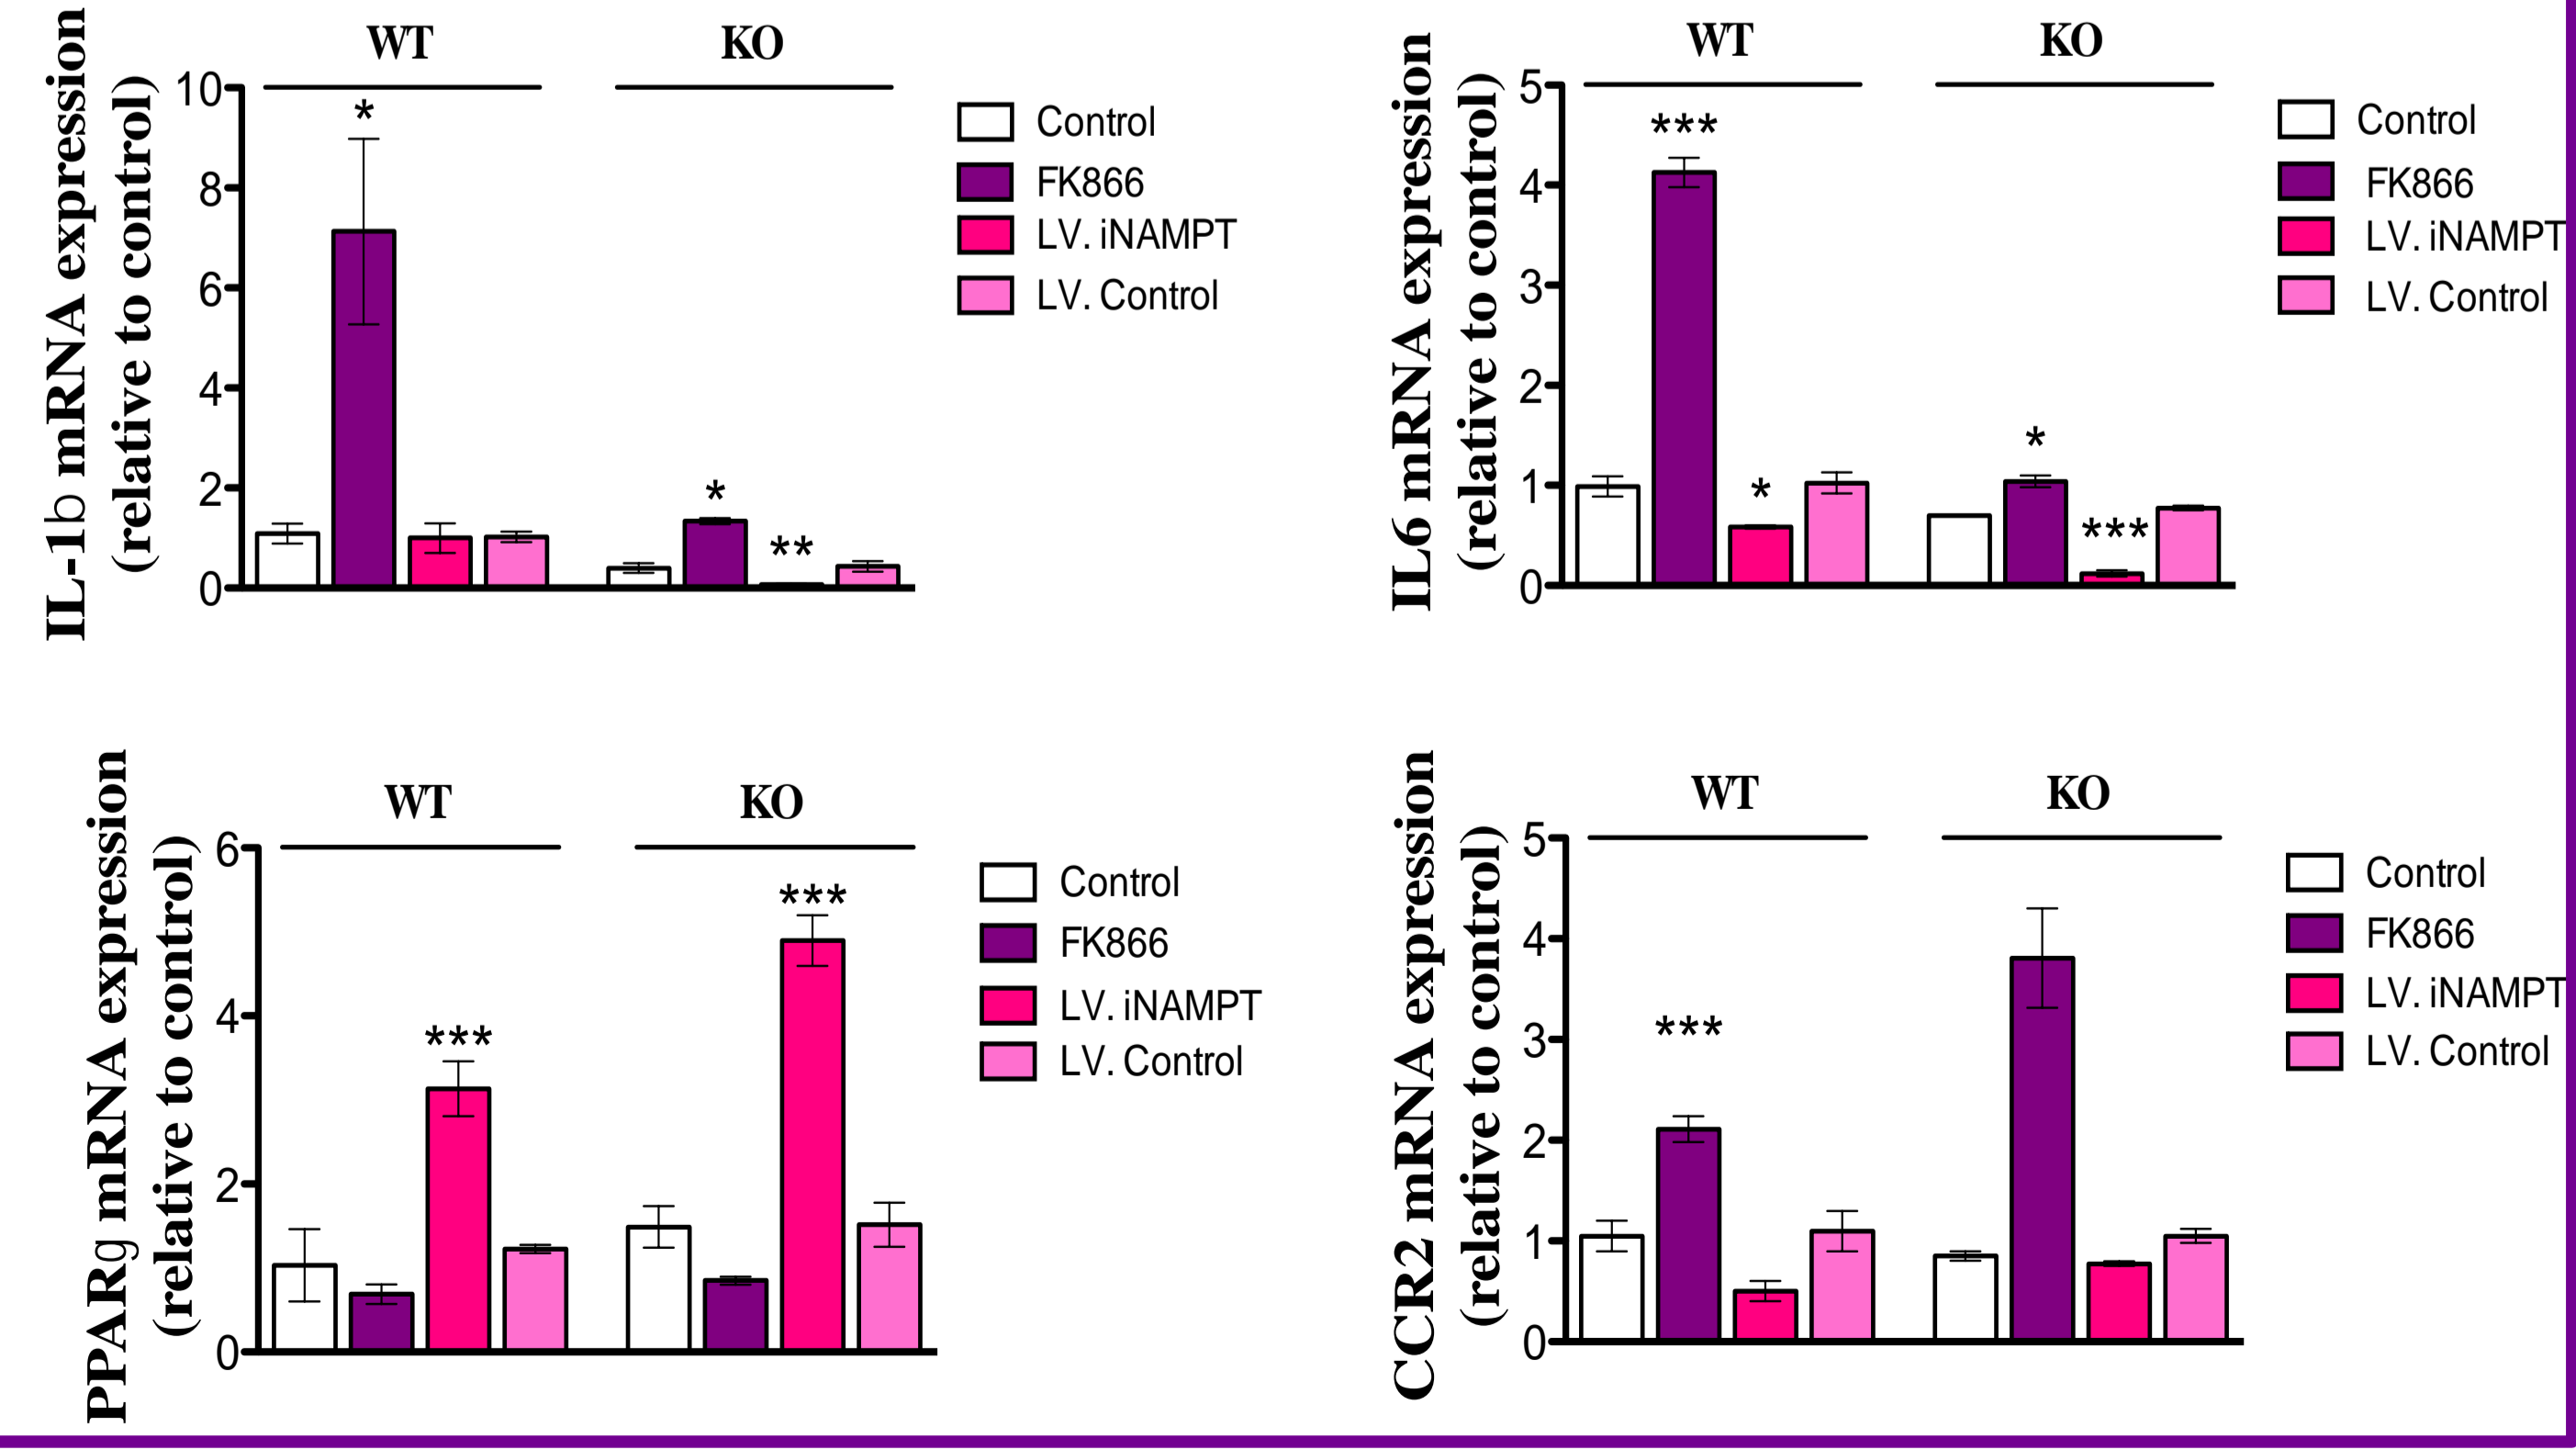 WT KO
IL-1b mRNA expression
(relative to control)
10
8
6
4
2
0
*
*
**
Control
FK866
LV. iNAMPT
LV. Control
WT KO
IL6 mRNA expression
(relative to control)
5
4
3
2
1
0
***
*
*
***
Control
FK866
LV. iNAMPT
LV. Control
WT KO
PPARg mRNA expression
(relative to control)
6
4
2
0
***
***
Control
FK866
LV. iNAMPT
LV. Control
WT KO
CCR2 mRNA expression
(relative to control)
5
4
3
2
1
0
***
Control
FK866
LV. iNAMPT
LV. Control